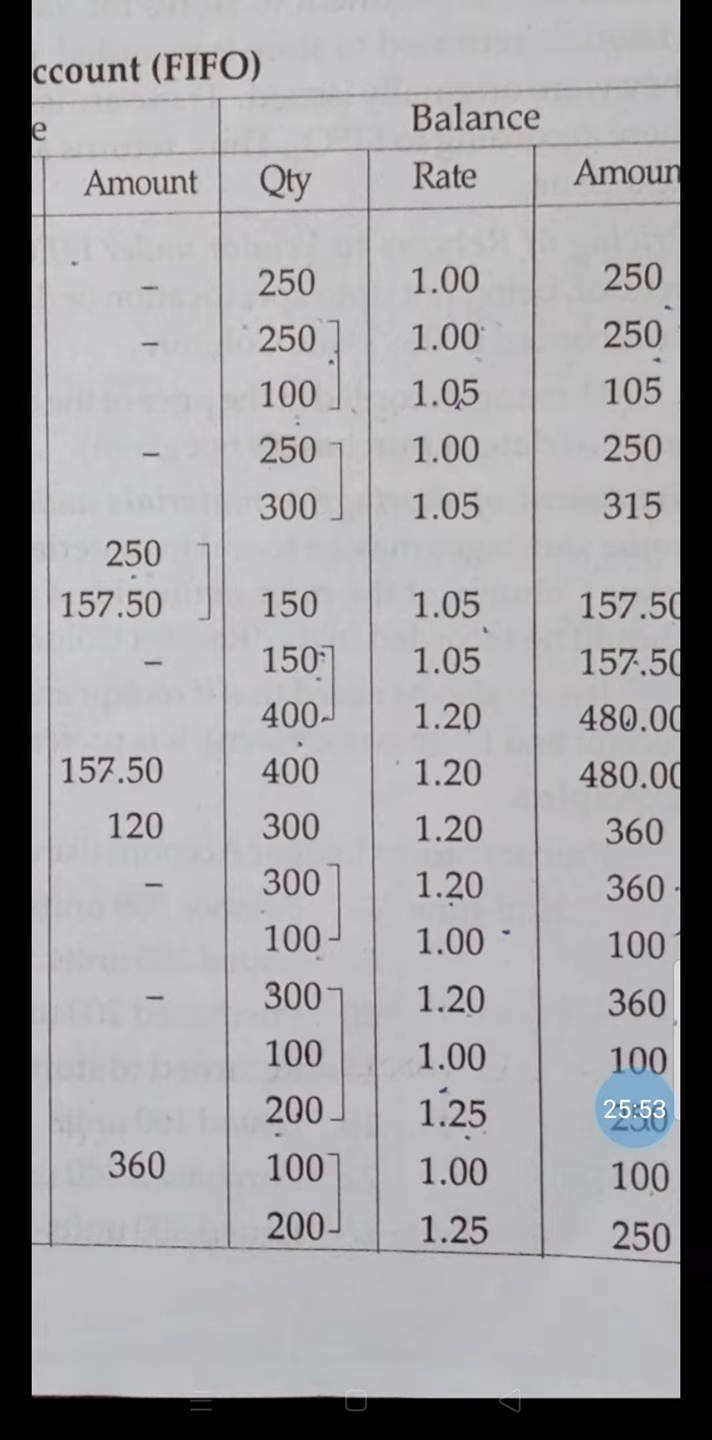 ccount (FIFO)
e Balance
Amount Qty Rate Amoun
– 250 1.00 250
– 250 1.00 250
100 1.05 105
– 250 1.00 250
300 1.05 315
250
157.50 150 1.05 157.50
– 150 1.05 157.50
400 1.20 480.00
157.50 400 1.20 480.00
120 300 1.20 360
– 300 1.20 360
100 1.00 100
– 300 1.20 360
100 1.00 100
200 1.25 250
25:53
360 100 1.00 100
200 1.25 250